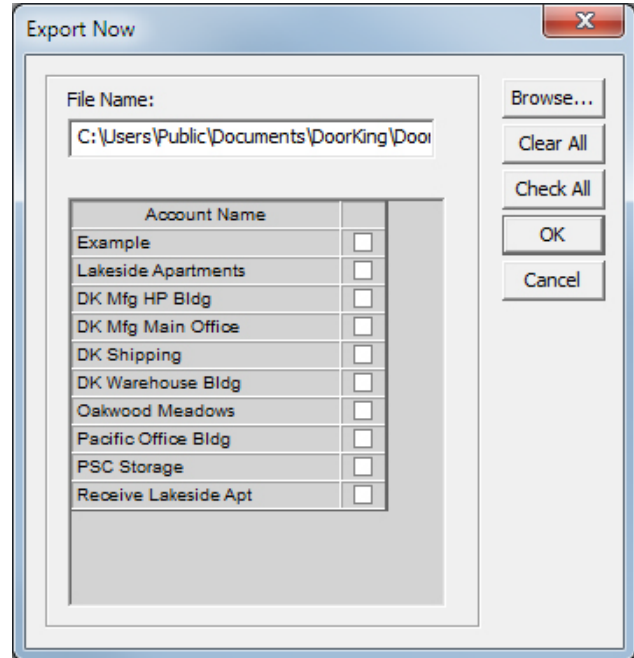 Export Now
File Name:
C:\Users\Public\Documents\DoorKing\Door
Browse...
Clear All
Check All
OK
Cancel
Account Name
Example
Lakeside Apartments
DK Mfg HP Bldg
DK Mfg Main Office
DK Shipping
DK Warehouse Bldg
Oakwood Meadows
Pacific Office Bldg
PSC Storage
Receive Lakeside Apt